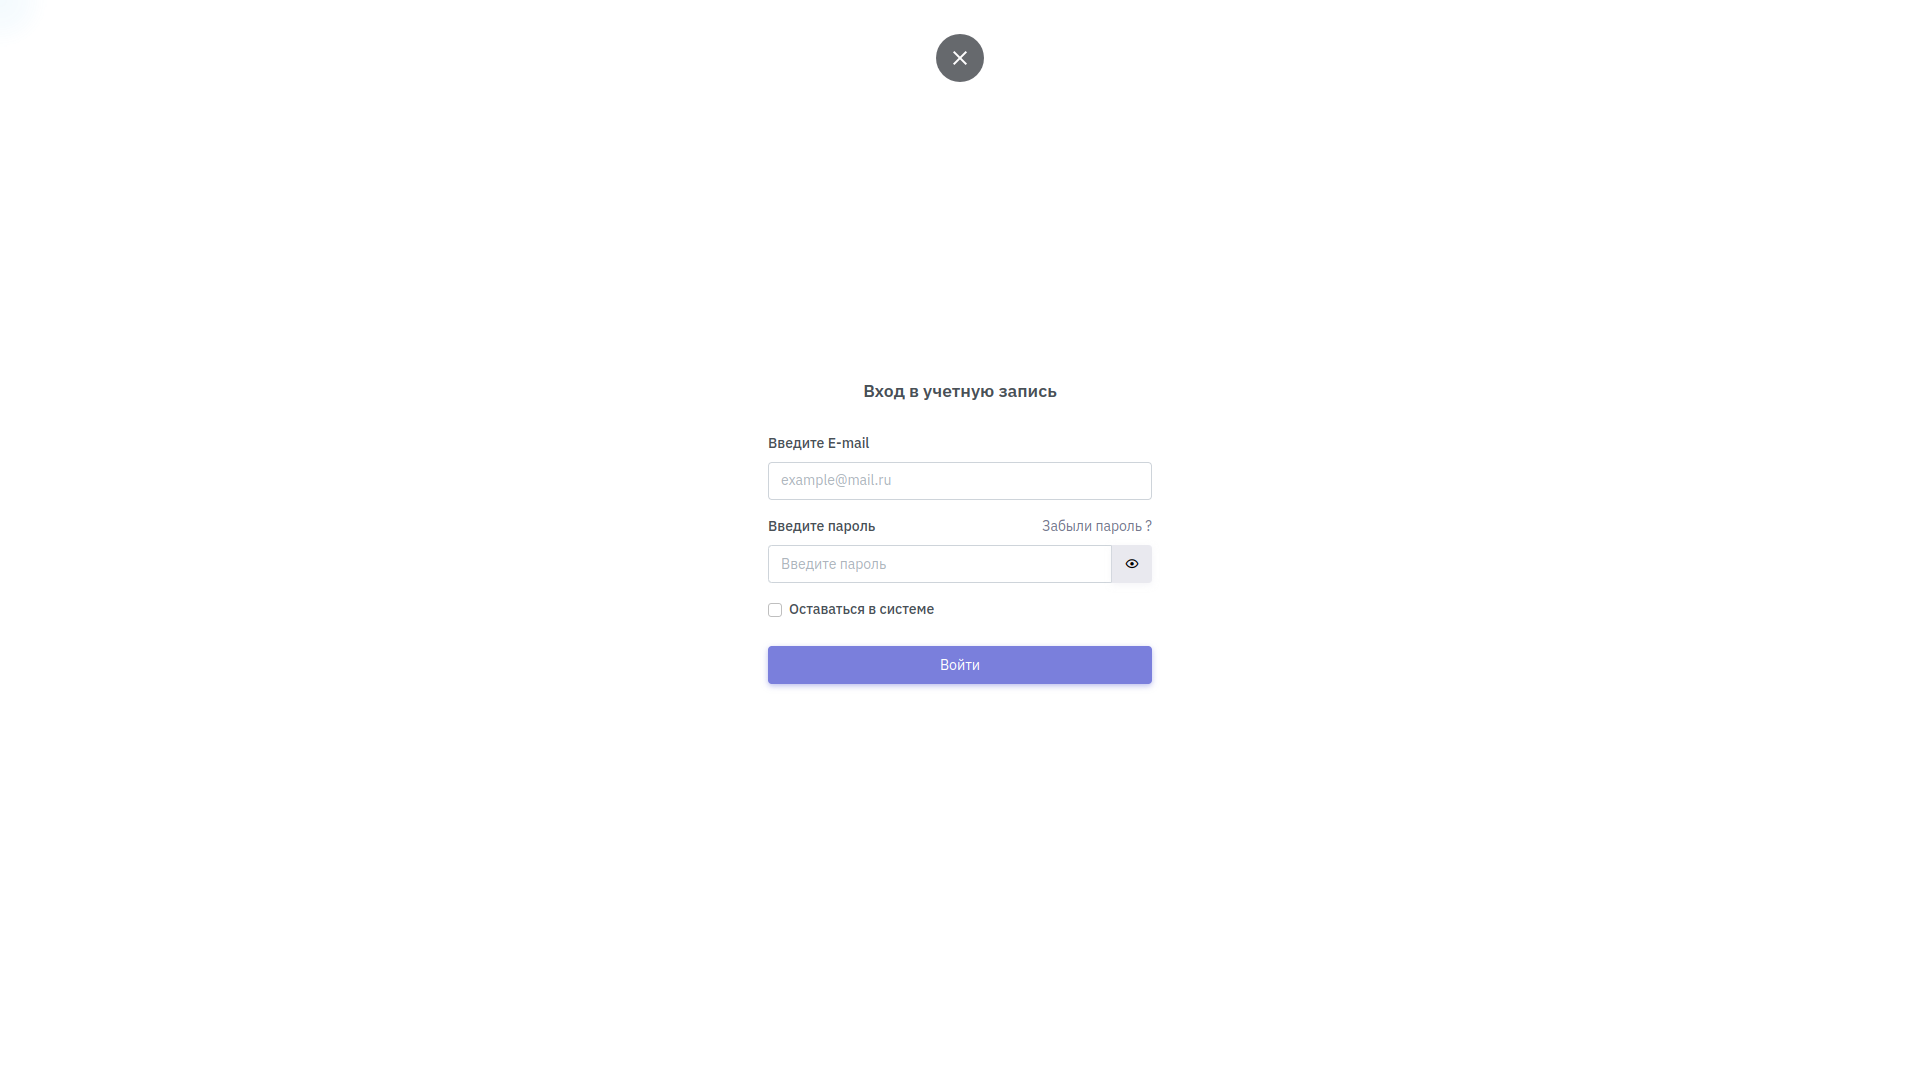 Вход в учетную запись
Введите E-mail
example@mail.ru
Введите пароль
Забыли пароль ?
Введите пароль
Оставаться в системе
Войти